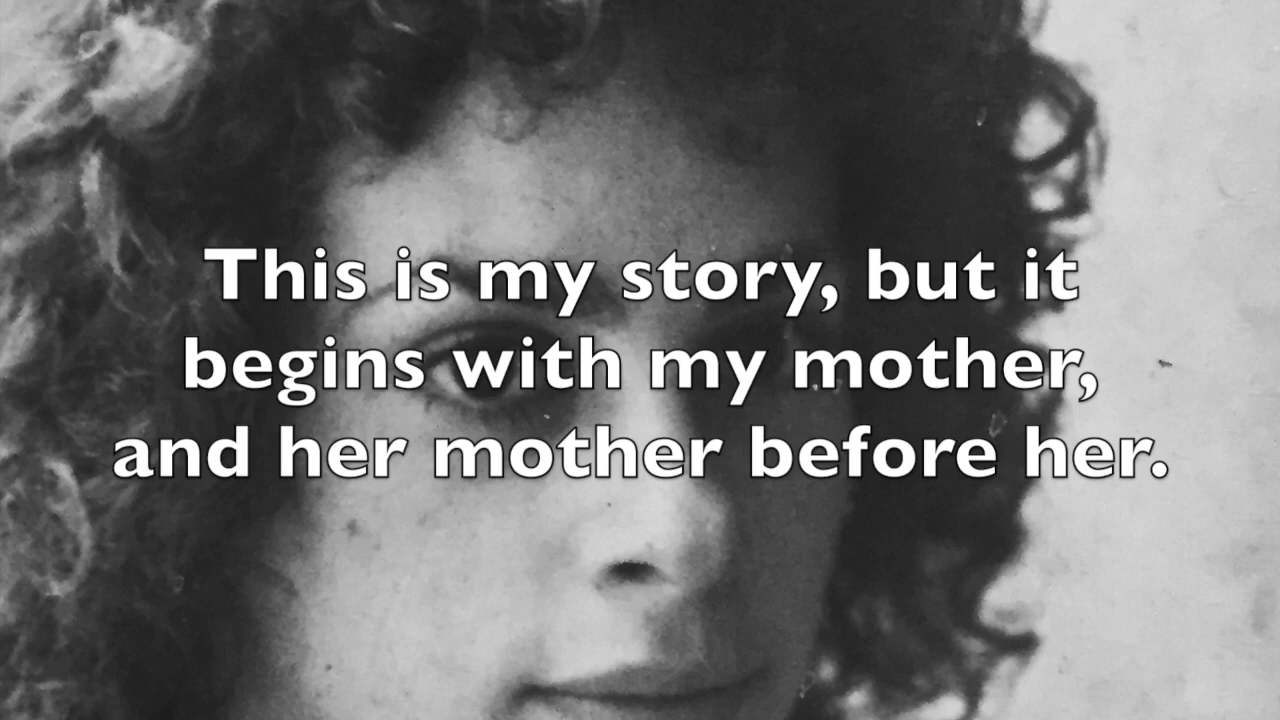 This is my story, but it
begins with my mother,
and her mother before her.